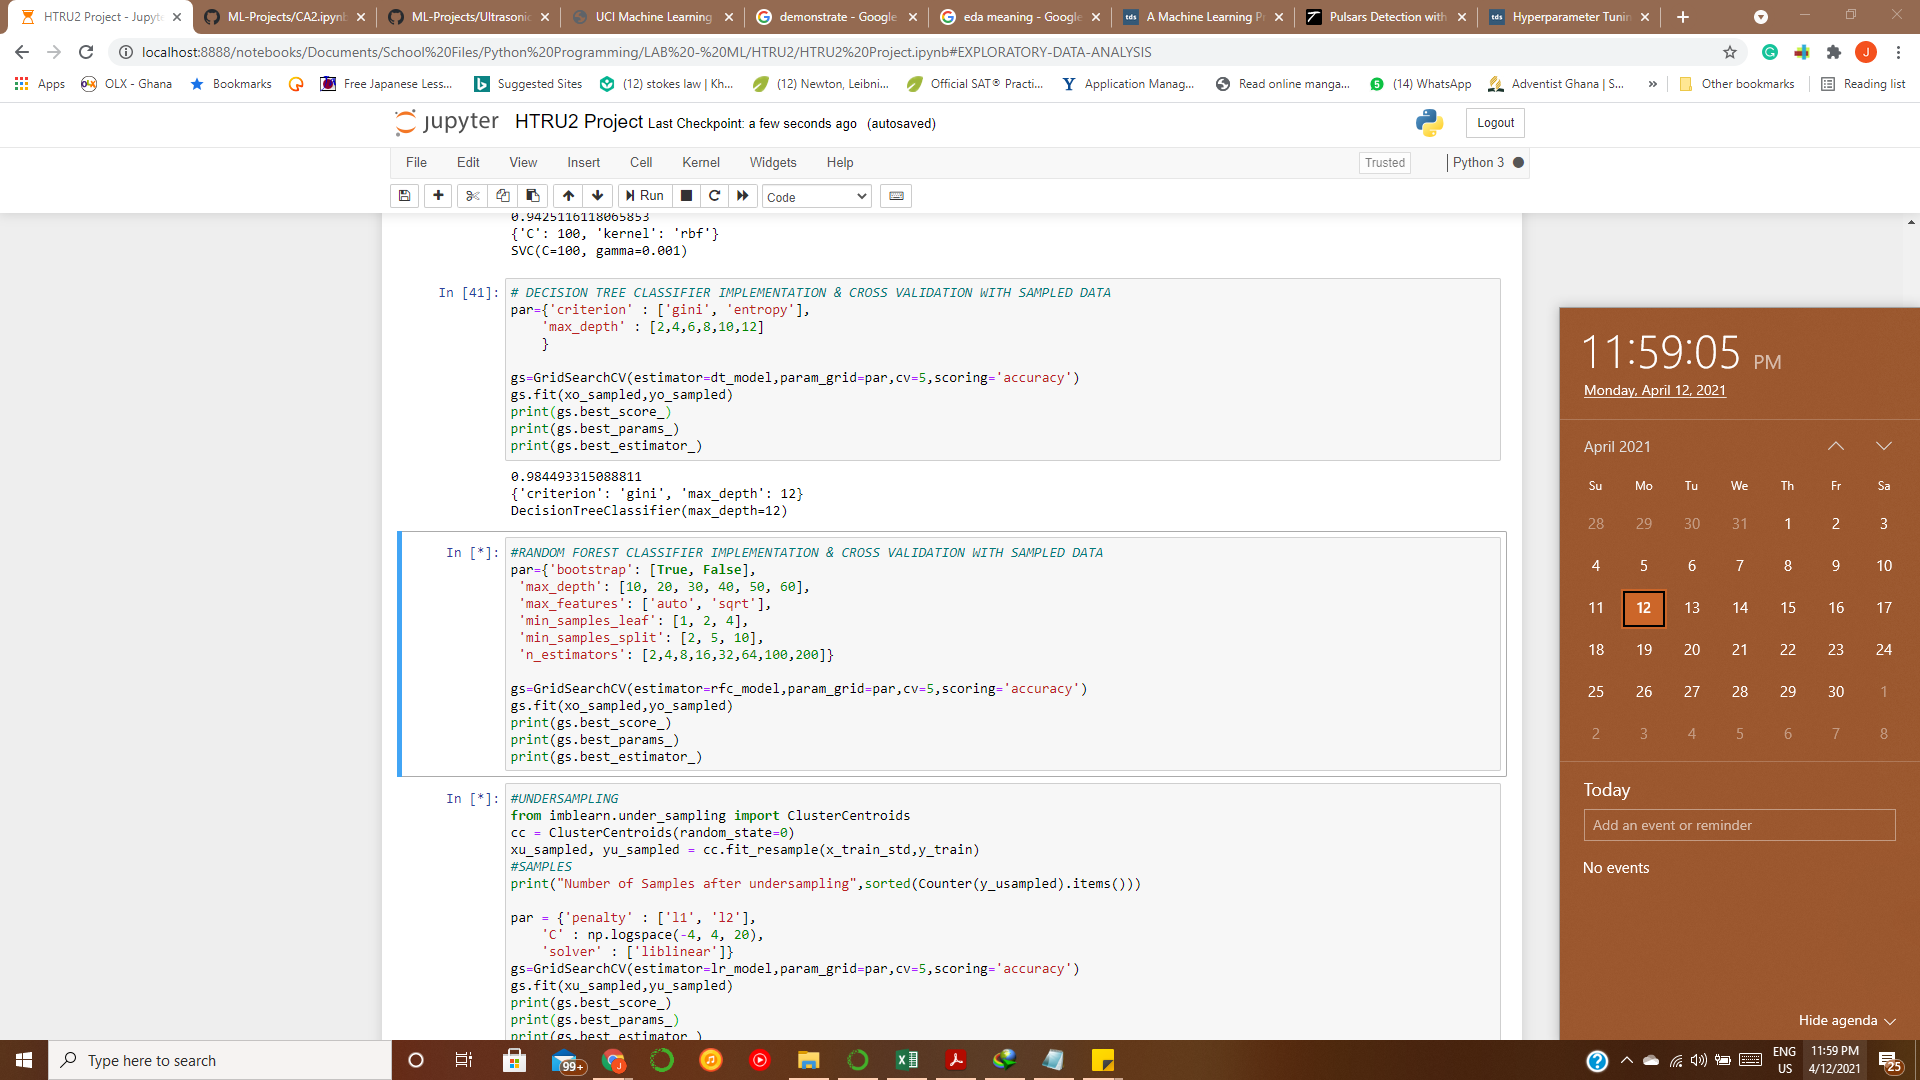 HTRU2 Project - Jupyte
ML-Projects/CA2.ipynb
ML-Projects/Ultrasonic
UCI Machine Learning
demonstrate - Google
eda meaning - Google
A Machine Learning Pr
Pulsars Detection with
Hyperparameter Tunin
localhost:8888/notebooks/Documents/School%20Files/Python%20Programming/LAB%20-%20ML/HTRU2/HTRU2%20Project.ipynb#EXPLORATORY-DATA-ANALYSIS
Apps
OLX - Ghana
Bookmarks
Free Japanese Less...
Suggested Sites
(12) stokes law | Kh...
(12) Newton, Leibni...
Official SAT® Practi...
Application Manag...
Read online manga...
(14) WhatsApp
Adventist Ghana | S...
Other bookmarks
Reading list
jupyter HTRU2 Project Last Checkpoint: a few seconds ago (autosaved)
Logout
File Edit View Insert Cell Kernel Widgets Help
Trusted
Python 3
Run
Code
0.9425116118065853
{'C': 100, 'kernel': 'rbf'}
SVC(C=100, gamma=0.001)
In [41]: # DECISION TREE CLASSIFIER IMPLEMENTATION & CROSS VALIDATION WITH SAMPLED DATA
par={'criterion' : ['gini', 'entropy'],
'max_depth' : [2,4,6,8,10,12]
}
gs=GridSearchCV(estimator=dt_model,param_grid=par,cv=5,scoring='accuracy')
gs.fit(xo_sampled,yo_sampled)
print(gs.best_score_)
print(gs.best_params_)
print(gs.best_estimator_)
0.984493315088811
{'criterion': 'gini', 'max_depth': 12}
DecisionTreeClassifier(max_depth=12)
In [*]: #RANDOM FOREST CLASSIFIER IMPLEMENTATION & CROSS VALIDATION WITH SAMPLED DATA
par={'bootstrap': [True, False],
'max_depth': [10, 20, 30, 40, 50, 60],
'max_features': ['auto', 'sqrt'],
'min_samples_leaf': [1, 2, 4],
'min_samples_split': [2, 5, 10],
'n_estimators': [2,4,8,16,32,64,100,200]}
gs=GridSearchCV(estimator=rfc_model,param_grid=par,cv=5,scoring='accuracy')
gs.fit(xo_sampled,yo_sampled)
print(gs.best_score_)
print(gs.best_params_)
print(gs.best_estimator_)
In [*]: #UNDERSAMPLING
from imblearn.under_sampling import ClusterCentroids
cc = ClusterCentroids(random_state=0)
xu_sampled, yu_sampled = cc.fit_resample(x_train_std,y_train)
#SAMPLES
print("Number of Samples after undersampling",sorted(Counter(y_usampled).items()))
par = {'penalty' : ['l1', 'l2'],
'C' : np.logspace(-4, 4, 20),
'solver' : ['liblinear']}
gs=GridSearchCV(estimator=lr_model,param_grid=par,cv=5,scoring='accuracy')
gs.fit(xu_sampled,yu_sampled)
print(gs.best_score_)
print(gs.best_params_)
print(gs.best_estimator_)
11:59:05 PM
Monday, April 12, 2021
April 2021
Su Mo Tu We Th Fr Sa
28 29 30 31 1 2 3
4 5 6 7 8 9 10
11 12 13 14 15 16 17
18 19 20 21 22 23 24
25 26 27 28 29 30 1
2 3 4 5 6 7 8
Today
Add an event or reminder
No events
Hide agenda
Type here to search
99+
ENG
US
11:59 PM
4/12/2021
25